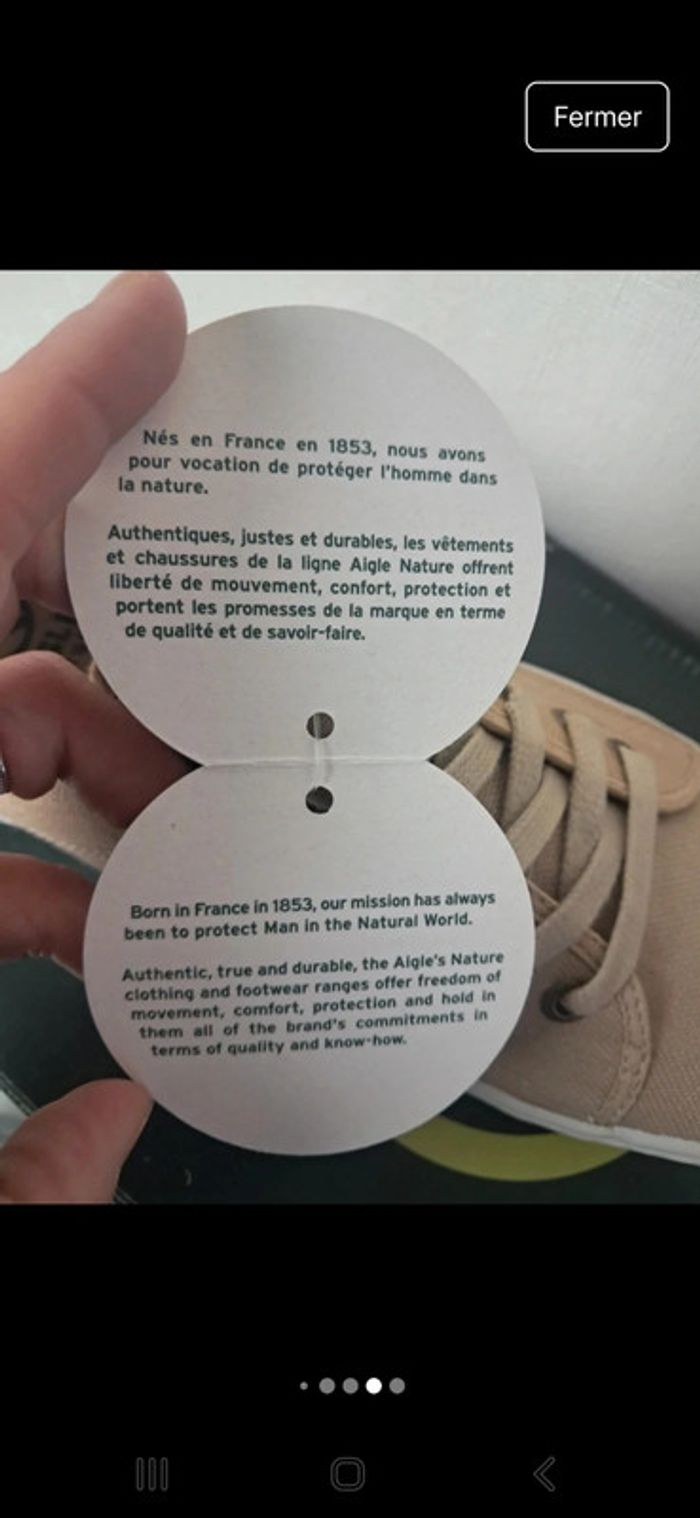 Fermer
Nés en France en 1853, nous avons
pour vocation de protéger l'homme dans
la nature.
Authentiques, justes et durables, les vêtements
et chaussures de la ligne Aigle Nature offrent
liberté de mouvement, confort, protection et
portent les promesses de la marque en terme
de qualité et de savoir-faire.
Born in France in 1853, our mission has always
been to protect Man in the Natural World.
Authentic, true and durable, the Aigle's Nature
clothing and footwear ranges offer freedom of
movement, comfort, protection and hold in
them all of the brand's commitments in
terms of quality and know-how.